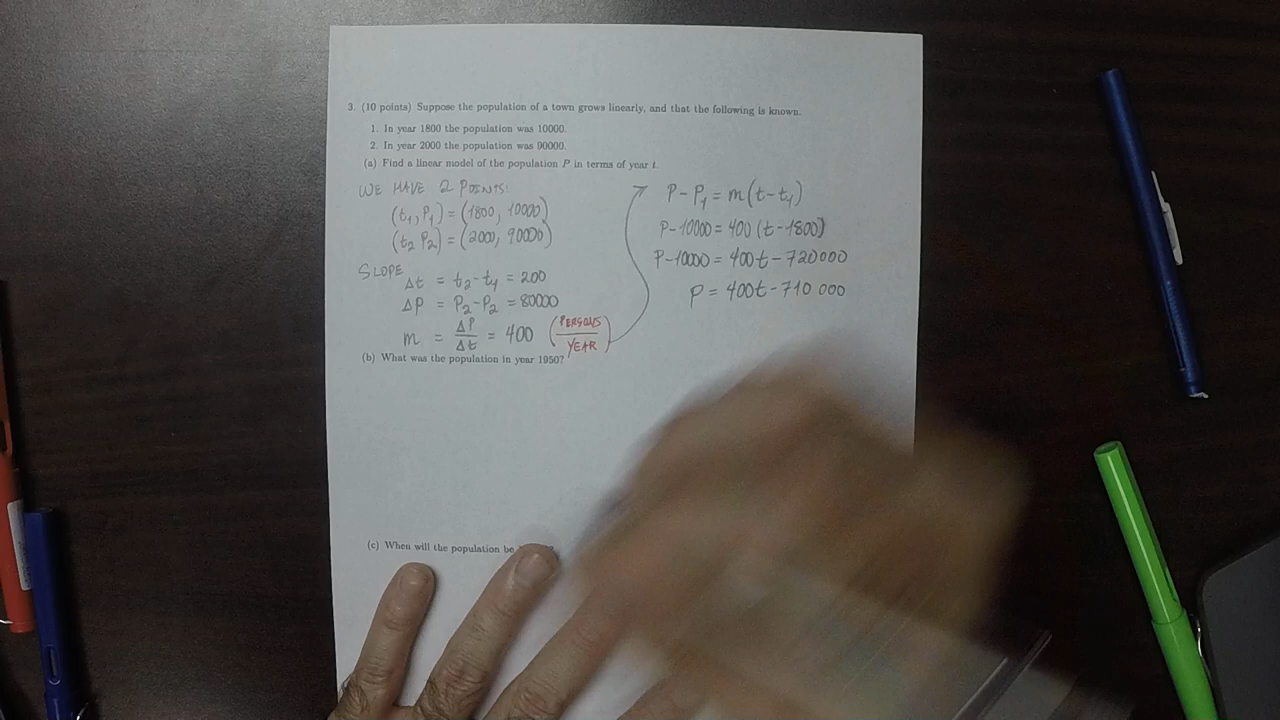 3. (10 points) Suppose the population of a town grows linearly, and that the following is known.
1. In year 1800 the population was 10000.
2. In year 2000 the population was 90000.
(a) Find a linear model of the population P in terms of year t.
WE HAVE 2 POINTS:
(t₁, P₁) = (1800, 10000)
(t₂ P₂) = (2000, 90000)
SLOPE
Δt = t₂-t₁ = 200
ΔP = P₂-P₂ = 80000
m = ΔP/Δt = 400 (PERSONS/YEAR)
P-P₁ = m(t-t₁)
P-10000 = 400(t-1800)
P-10000 = 400t-720000
P = 400t-710 000
(b) What was the population in year 1950?
(c) When will the population be